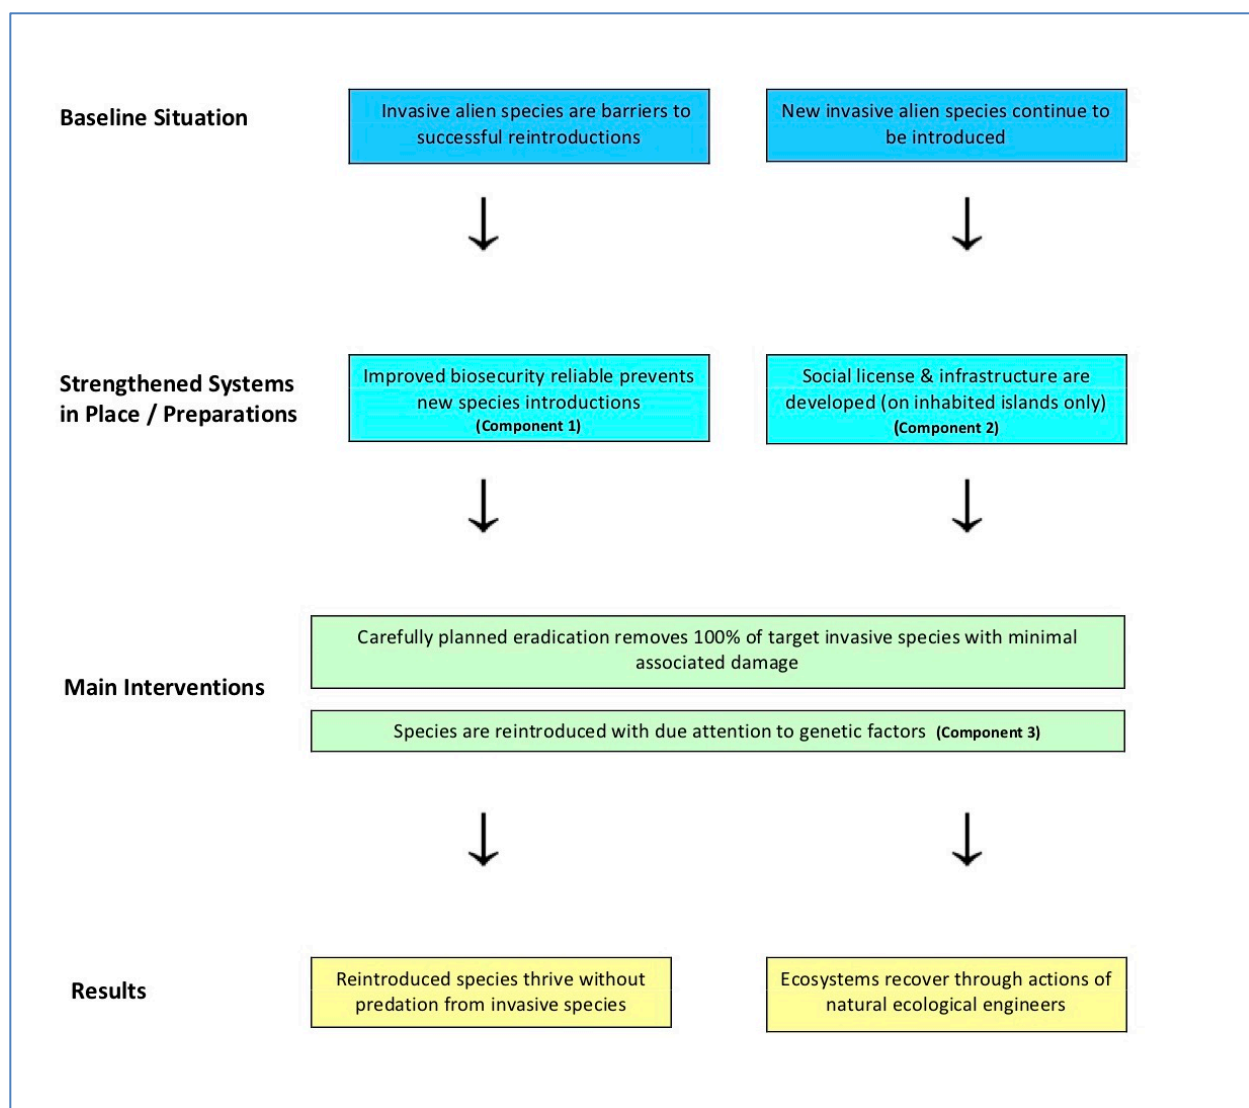 Baseline Situation
Invasive alien species are barriers to
successful reintroductions
New invasive alien species continue to
be introduced
Strengthened Systems
in Place / Preparations
Improved biosecurity reliable prevents
new species introductions
(Component 1)
Social license & infrastructure are
developed (on inhabited islands only)
(Component 2)
Main Interventions
Carefully planned eradication removes 100% of target invasive species with minimal
associated damage
Species are reintroduced with due attention to genetic factors (Component 3)
Results
Reintroduced species thrive without
predation from invasive species
Ecosystems recover through actions of
natural ecological engineers